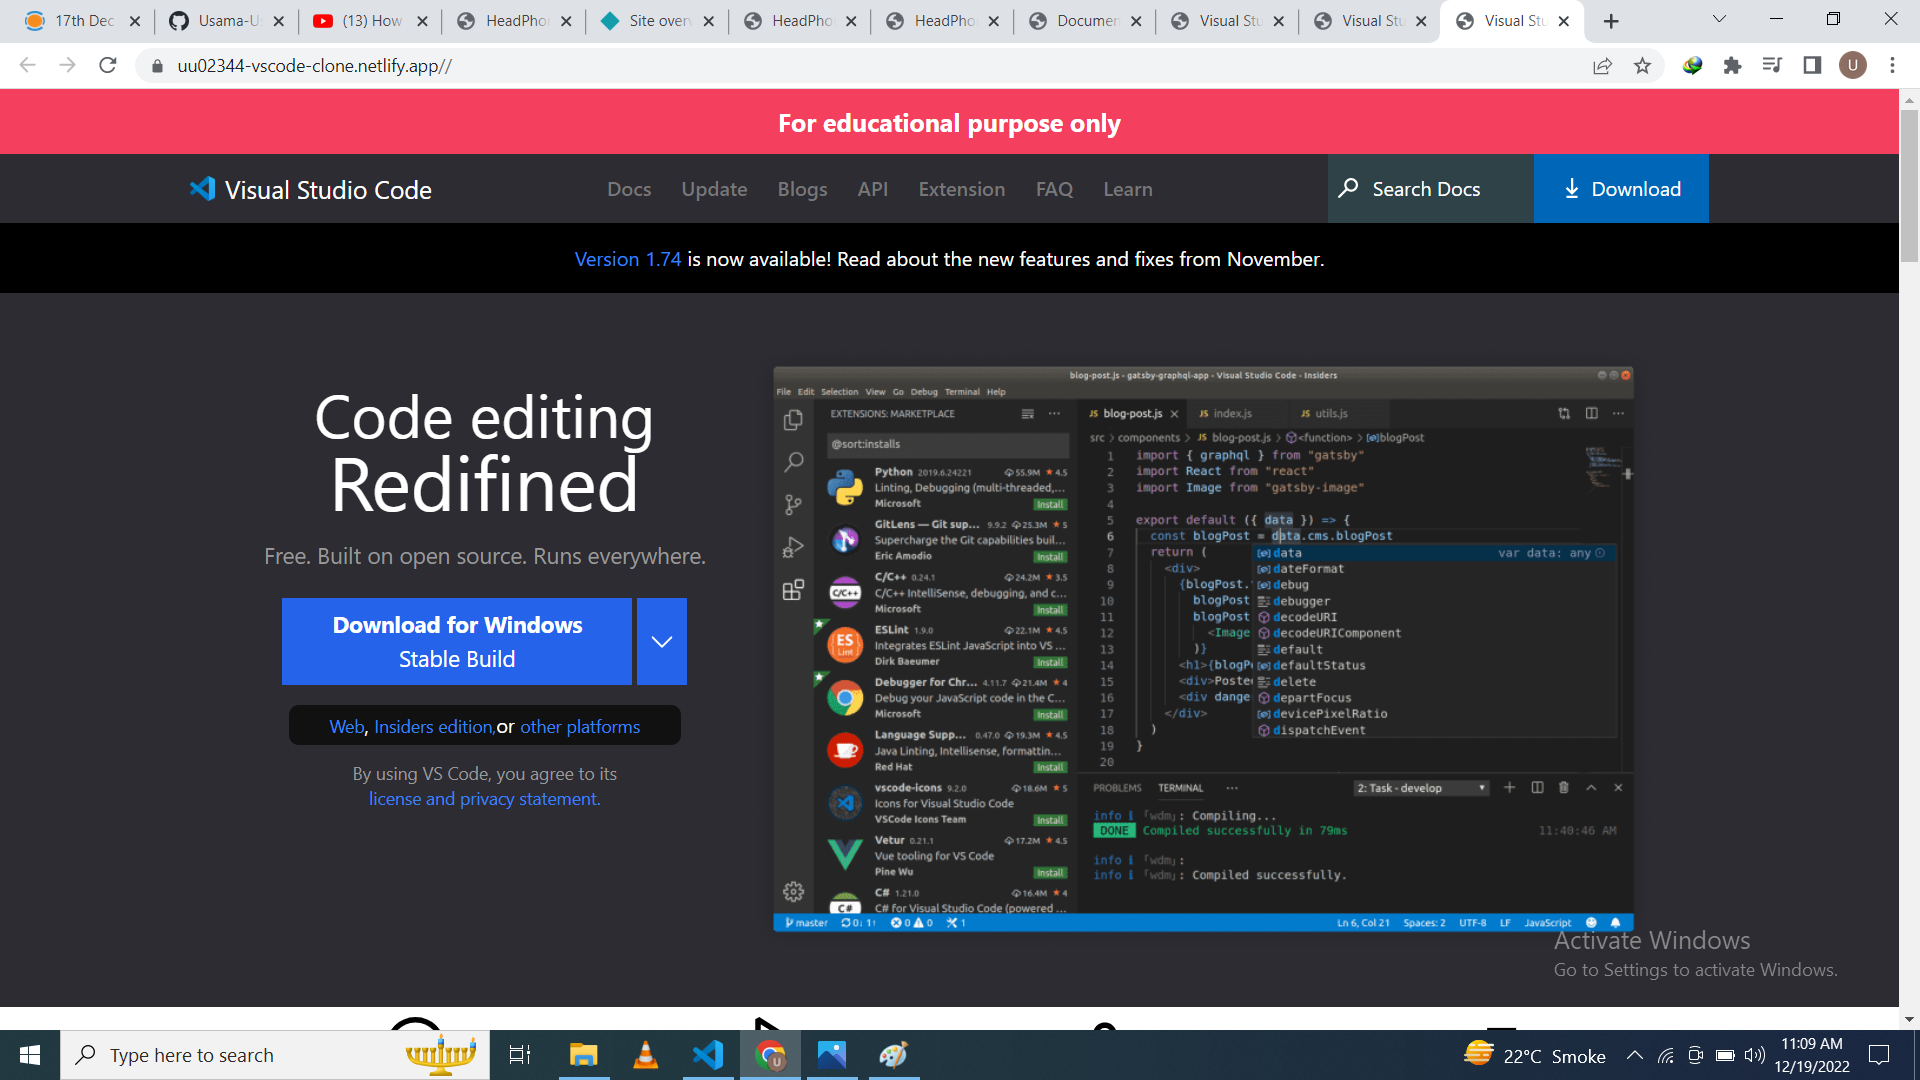 17th Dec
Usama-U
(13) How
HeadPho
Site over
HeadPho
HeadPho
Documen
Visual Stu
Visual Stu
Visual Stu
uu02344-vscode-clone.netlify.app//
U
For educational purpose only
Visual Studio Code
Docs Update Blogs API Extension FAQ Learn
Search Docs
Download
Version 1.74 is now available! Read about the new features and fixes from November.
Code editing
Redifined
Free. Built on open source. Runs everywhere.
Download for Windows
Stable Build
Web, Insiders edition,or other platforms
By using VS Code, you agree to its
license and privacy statement.
blog-post.js - gatsby-graphql-app - Visual Studio Code - Insiders
File Edit Selection View Go Debug Terminal Help
EXTENSIONS: MARKETPLACE
@sort:installs
Python 2019.6.24221 55.9M 4.5
Linting, Debugging (multi-threaded,...
Microsoft Install
GitLens — Git sup... 9.9.2 25.3M 5
Supercharge the Git capabilities buil...
Eric Amodio Install
C/C++
C/C++ 0.24.1 24.2M 3.5
C/C++ IntelliSense, debugging, and c...
Microsoft Install
ES
Lint
ESLint 1.9.0 22.1M 4.5
Integrates ESLint JavaScript into VS ...
Dirk Baeumer Install
Debugger for Chr... 4.11.7 21.4M 4
Debug your JavaScript code in the C...
Microsoft Install
Language Supp... 0.47.0 19.3M 4.5
Java Linting, Intellisense, formattin...
Red Hat Install
vscode-icons 9.2.0 18.6M 5
Icons for Visual Studio Code
VSCode Icons Team Install
Vetur 0.21.1 17.2M 4.5
Vue tooling for VS Code
Pine Wu Install
C#
C# 1.21.0 16.4M 4
C# for Visual Studio Code (powered ...
JS blog-post.js JS index.js JS utils.js
src > components > JS blog-post.js > <function> > blogPost
1 import { graphql } from "gatsby"
2 import React from "react"
3 import Image from "gatsby-image"
4
5 export default ({ data }) => {
6 const blogPost = data.cms.blogPost
7 return (
8 <div>
9 {blogPost.
10 blogPost
11 blogPost
12 <Image
13 )}
14 <h1>{blogP
15 <div>Poste
16 <div dange
17 </div>
18 )
19 }
20
data var data: any
dateFormat
debug
debugger
decodeURI
decodeURIComponent
default
defaultStatus
delete
departFocus
devicePixelRatio
dispatchEvent
PROBLEMS TERMINAL ... 2: Task - develop
info i ｢wdm｣: Compiling...
DONE Compiled successfully in 79ms 11:40:46 AM
info i ｢wdm｣:
info i ｢wdm｣: Compiled successfully.
master 0↓ 1↑ 0 0 1
Ln 6, Col 21 Spaces: 2 UTF-8 LF JavaScript
Activate Windows
Go to Settings to activate Windows.
Type here to search
U
22°C Smoke
11:09 AM
12/19/2022